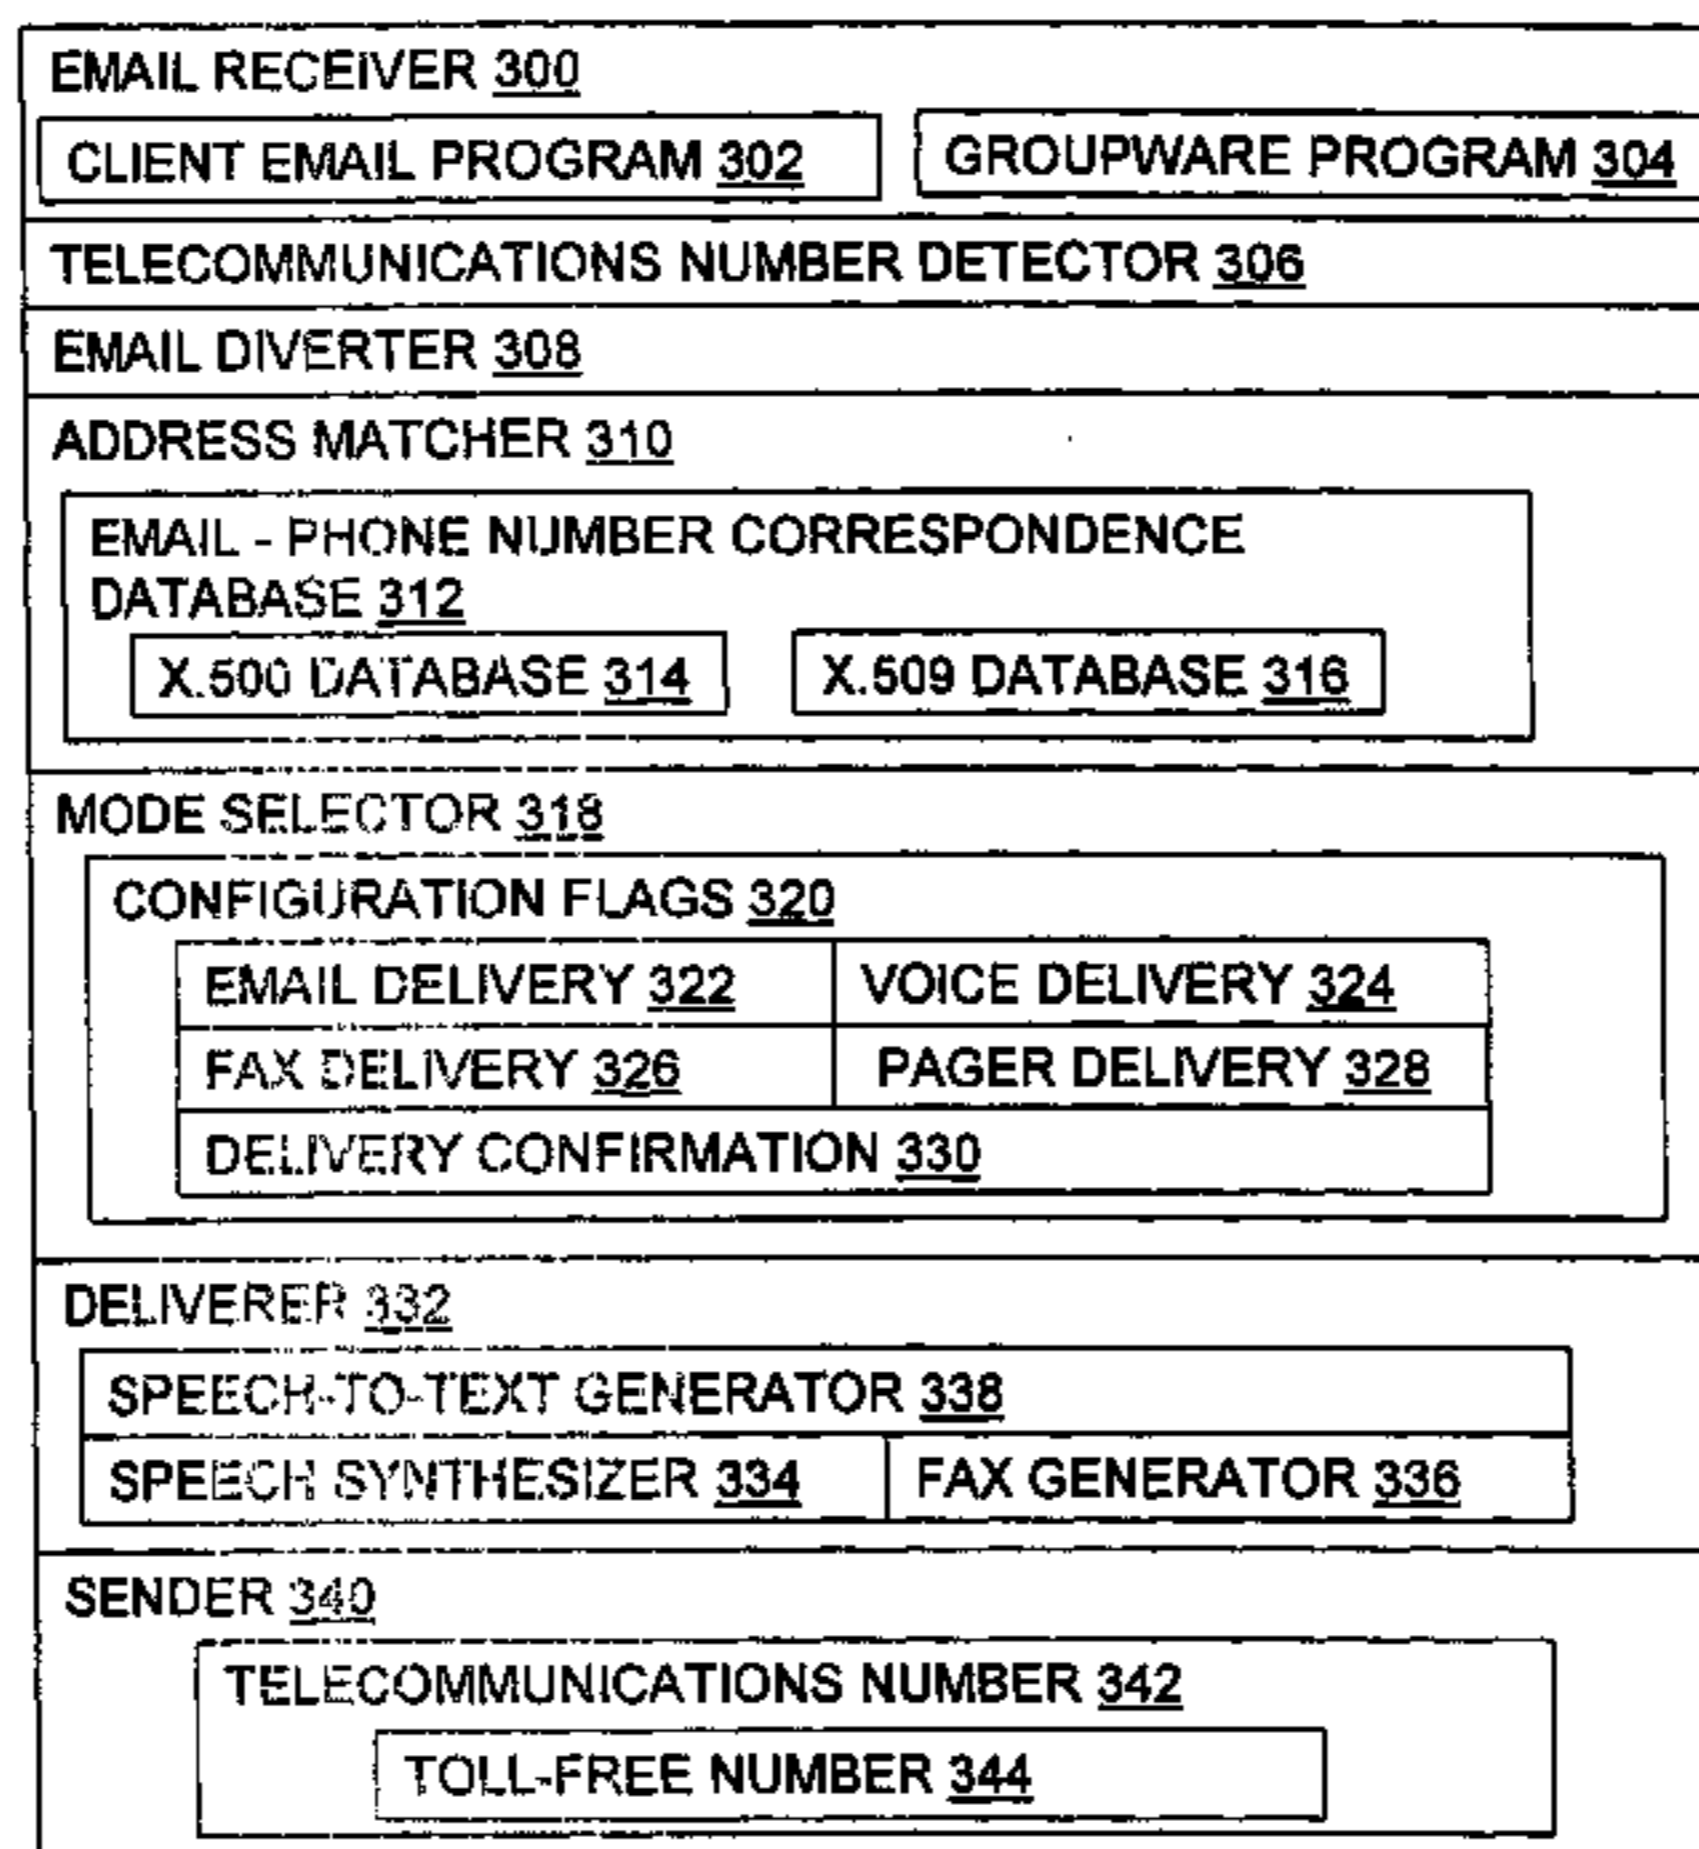 EMAIL RECEIVER 300
CLIENT EMAIL PROGRAM 302
GROUPWARE PROGRAM 304
TELECOMMUNICATIONS NUMBER DETECTOR 306
EMAIL DIVERTER 308
ADDRESS MATCHER 310
EMAIL - PHONE NUMBER CORRESPONDENCE
DATABASE 312
X.500 DATABASE 314
X.509 DATABASE 316
MODE SELECTOR 318
CONFIGURATION FLAGS 320
EMAIL DELIVERY 322
VOICE DELIVERY 324
FAX DELIVERY 326
PAGER DELIVERY 328
DELIVERY CONFIRMATION 330
DELIVERER 332
SPEECH-TO-TEXT GENERATOR 338
SPEECH SYNTHESIZER 334
FAX GENERATOR 336
SENDER 340
TELECOMMUNICATIONS NUMBER 342
TOLL-FREE NUMBER 344